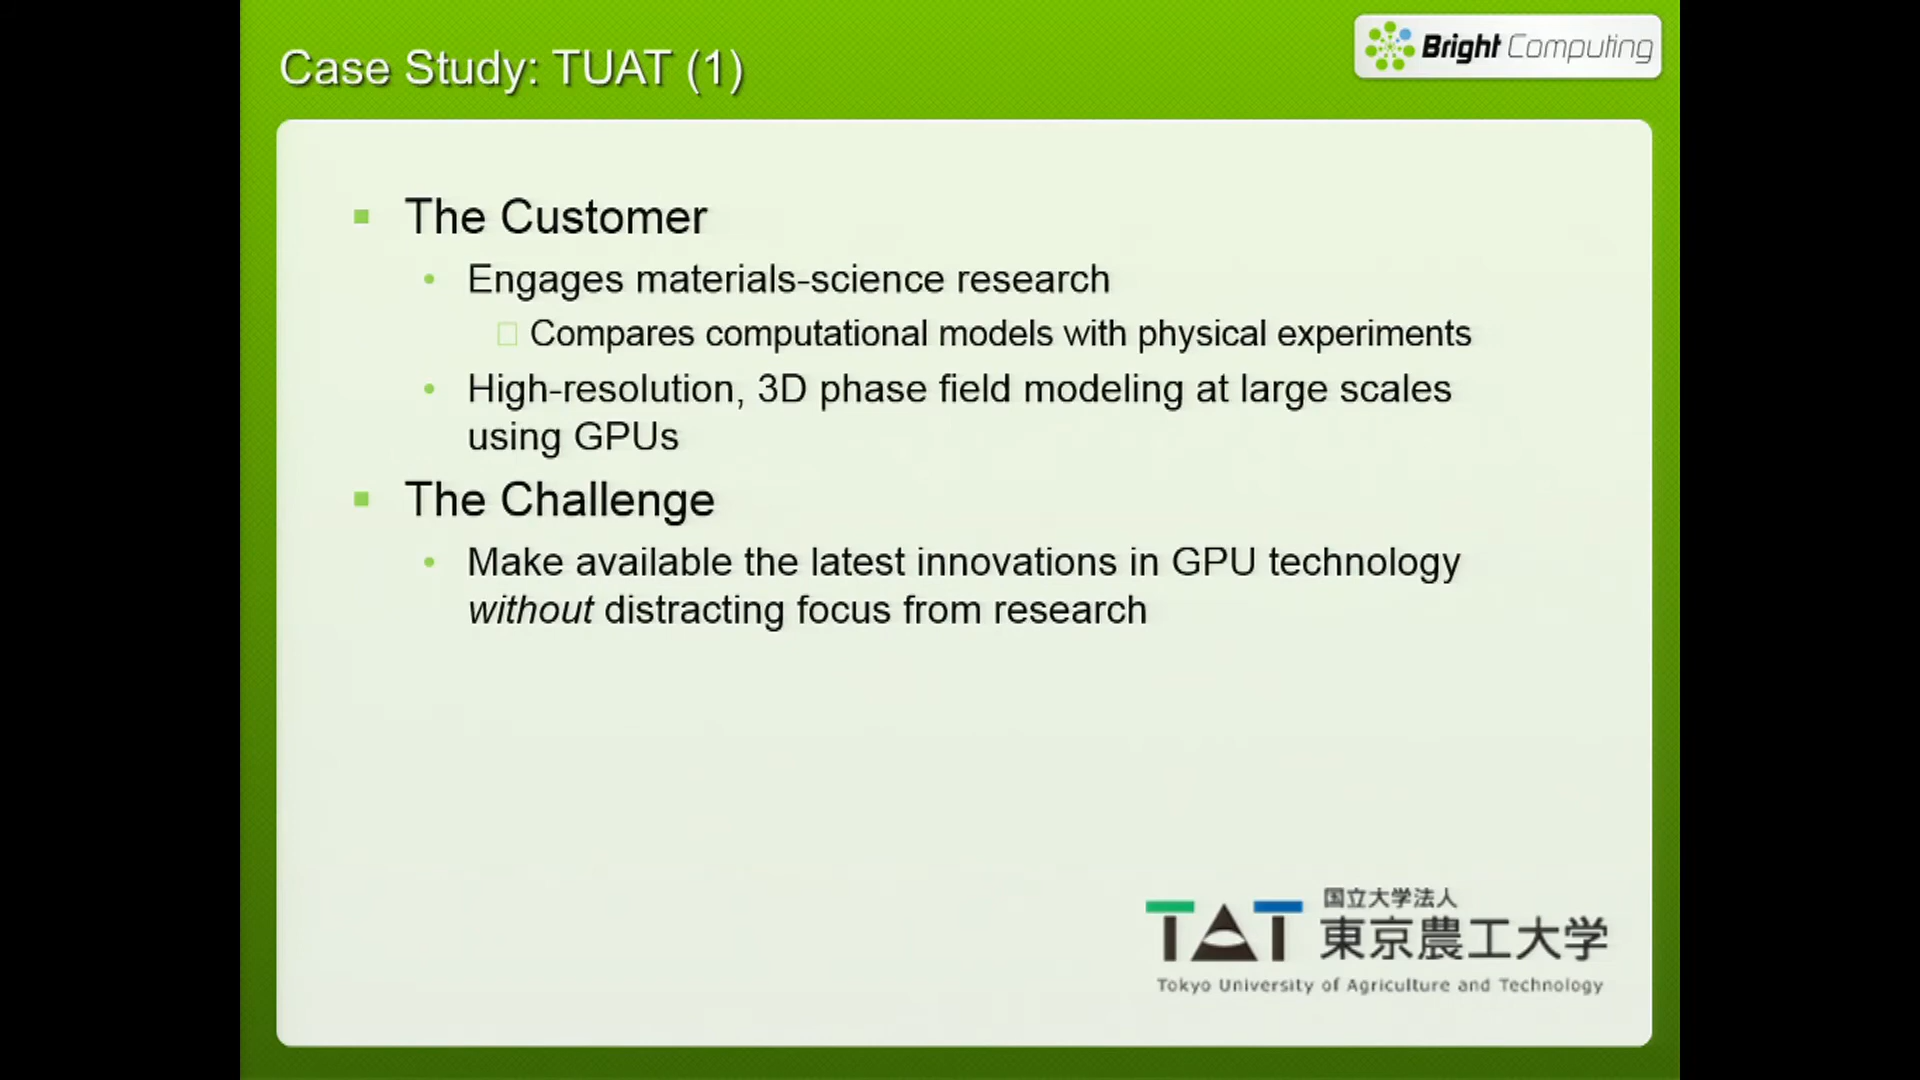 Case Study: TUAT (1)
Bright Computing
The Customer
Engages materials-science research
Compares computational models with physical experiments
High-resolution, 3D phase field modeling at large scales
using GPUs
The Challenge
Make available the latest innovations in GPU technology
without distracting focus from research
TAT
国立大学法人
東京農工大学
Tokyo University of Agriculture and Technology